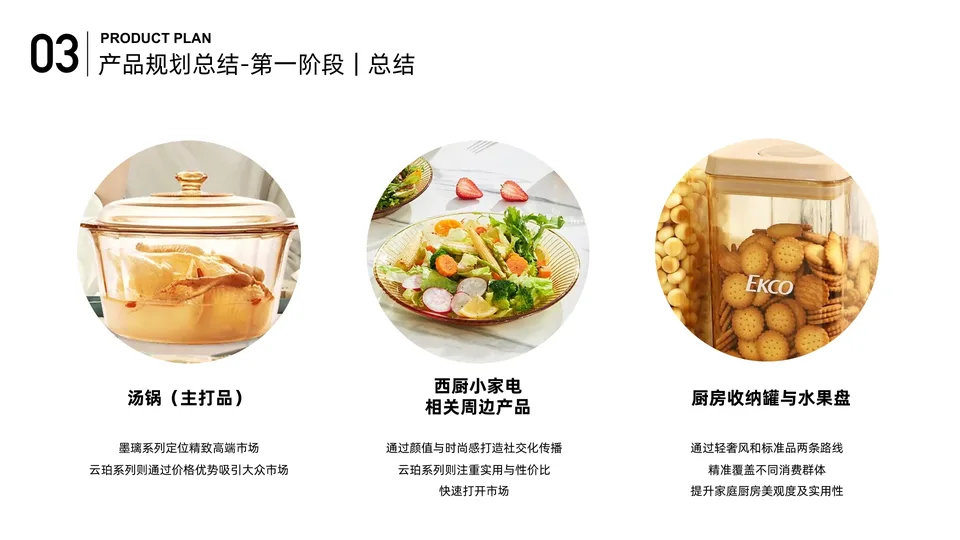 03
PRODUCT PLAN
产品规划总结-第一阶段｜总结
EKCO
汤锅（主打品）
墨璃系列定位精致高端市场
云珀系列则通过价格优势吸引大众市场
西厨小家电
相关周边产品
通过颜值与时尚感打造社交化传播
云珀系列则注重实用与性价比
快速打开市场
厨房收纳罐与水果盘
通过轻奢风和标准品两条路线
精准覆盖不同消费群体
提升家庭厨房美观度及实用性